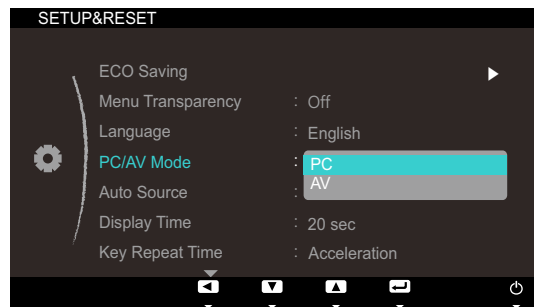 SETUP&RESET
ECO Saving
Menu Transparency : Off
Language : English
PC/AV Mode : PC
AV
Auto Source :
Display Time : 20 sec
Key Repeat Time : Acceleration